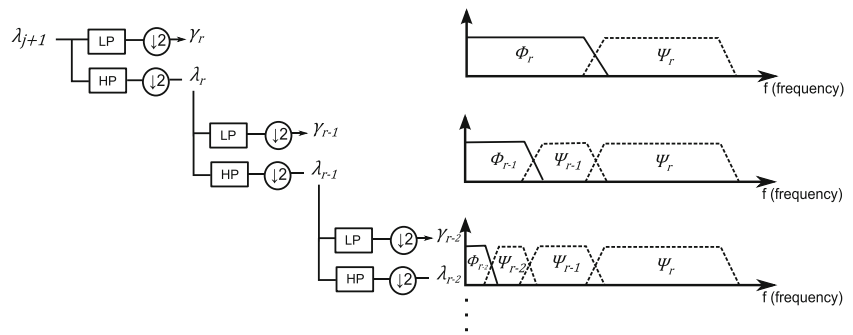 λj+1 LP ↓2 γr
HP ↓2 λr
LP ↓2 γr-1
HP ↓2 λr-1
LP ↓2 γr-2
HP ↓2 λr-2
Φr Ψr
f (frequency)
Φr-1 Ψr-1 Ψr
f (frequency)
Φr-2 Ψr-2 Ψr-1 Ψr
f (frequency)